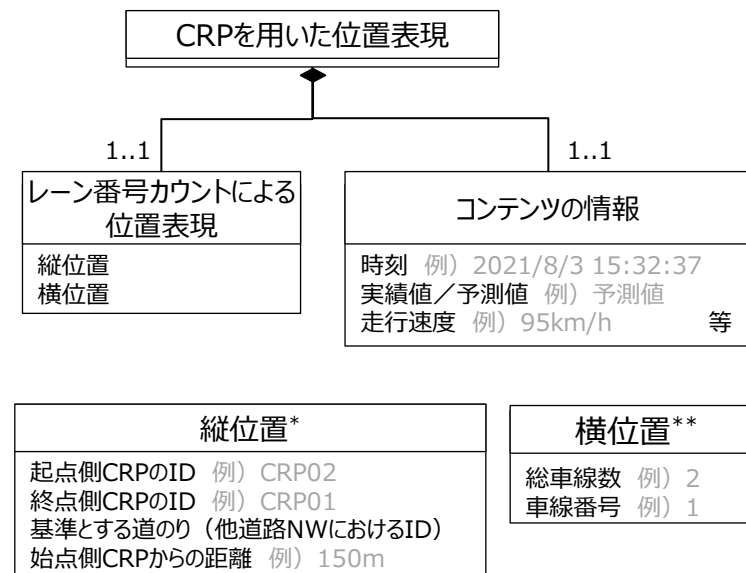 CRPを用いた位置表現
1..1
1..1
レーン番号カウントによる
位置表現
縦位置
横位置
コンテンツの情報
時刻 例）2021/8/3 15:32:37
実績値／予測値 例）予測値
走行速度 例）95km/h 等
縦位置*
起点側CRPのID 例）CRP02
終点側CRPのID 例）CRP01
基準とする道のり（他道路NWにおけるID）
始点側CRPからの距離 例）150m
横位置**
総車線数 例）2
車線番号 例）1